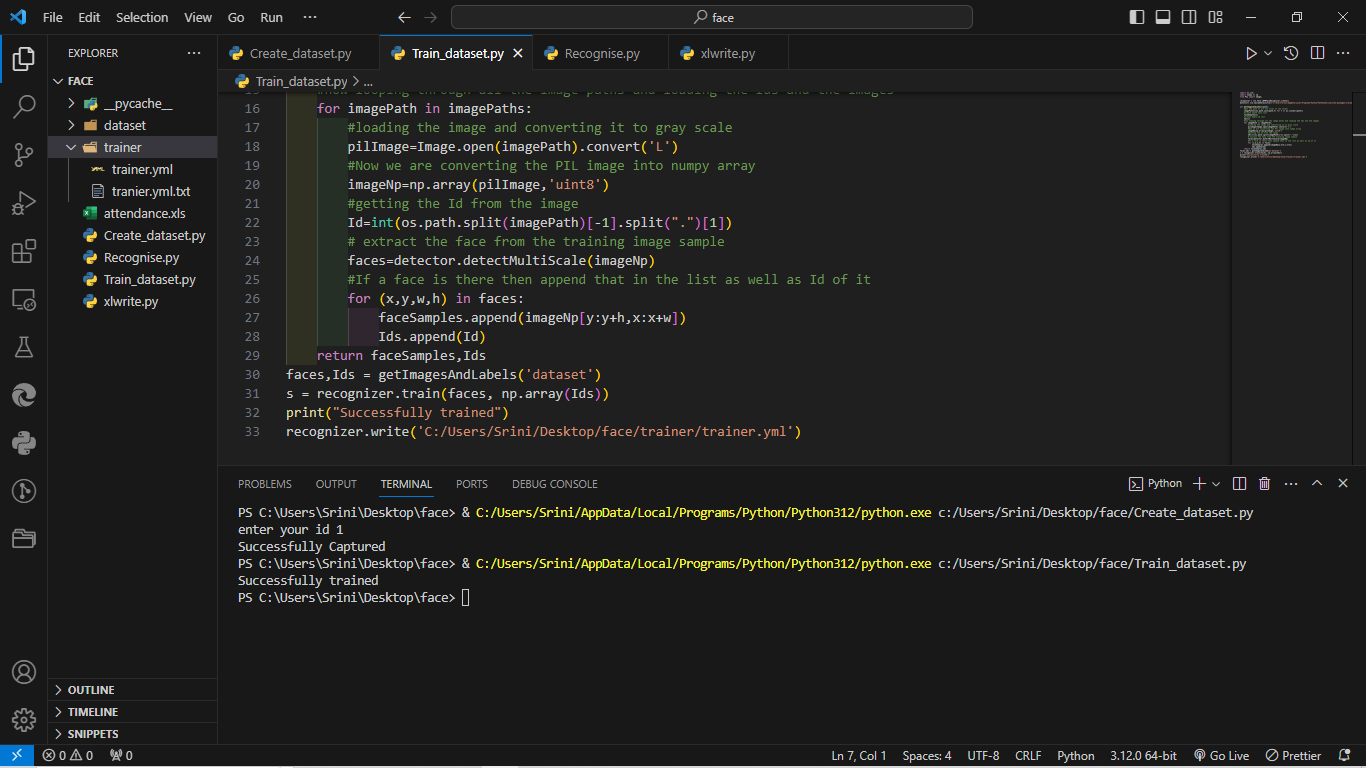 File Edit Selection View Go Run ··· face
EXPLORER ···
FACE
__pycache__
dataset
trainer
trainer.yml
tranier.yml.txt
attendance.xls
Create_dataset.py
Recognise.py
Train_dataset.py
xlwrite.py
OUTLINE
TIMELINE
SNIPPETS
Create_dataset.py Train_dataset.py Recognise.py xlwrite.py
Train_dataset.py > ...
16 for imagePath in imagePaths:
17 #loading the image and converting it to gray scale
18 pilImage=Image.open(imagePath).convert('L')
19 #Now we are converting the PIL image into numpy array
20 imageNp=np.array(pilImage,'uint8')
21 #getting the Id from the image
22 Id=int(os.path.split(imagePath)[-1].split(".")[1])
23 # extract the face from the training image sample
24 faces=detector.detectMultiScale(imageNp)
25 #If a face is there then append that in the list as well as Id of it
26 for (x,y,w,h) in faces:
27 faceSamples.append(imageNp[y:y+h,x:x+w])
28 Ids.append(Id)
29 return faceSamples,Ids
30 faces,Ids = getImagesAndLabels('dataset')
31 s = recognizer.train(faces, np.array(Ids))
32 print("Successfully trained")
33 recognizer.write('C:/Users/Srini/Desktop/face/trainer/trainer.yml')
PROBLEMS OUTPUT TERMINAL PORTS DEBUG CONSOLE Python
PS C:\Users\Srini\Desktop\face> & C:/Users/Srini/AppData/Local/Programs/Python/Python312/python.exe c:/Users/Srini/Desktop/face/Create_dataset.py
enter your id 1
Successfully Captured
PS C:\Users\Srini\Desktop\face> & C:/Users/Srini/AppData/Local/Programs/Python/Python312/python.exe c:/Users/Srini/Desktop/face/Train_dataset.py
Successfully trained
PS C:\Users\Srini\Desktop\face>
0 0 0 Ln 7, Col 1 Spaces: 4 UTF-8 CRLF Python 3.12.0 64-bit Go Live Prettier